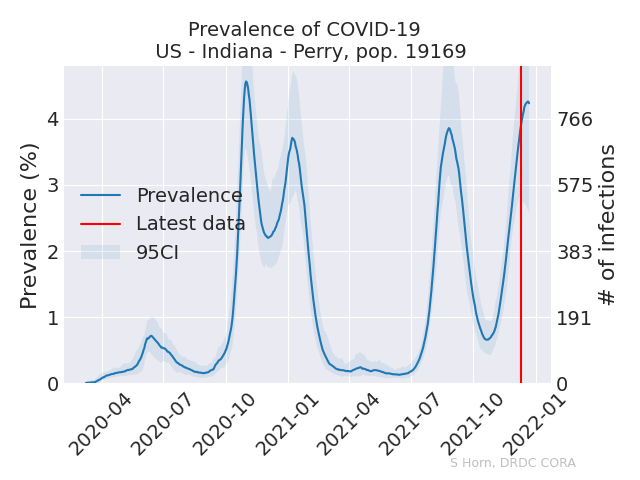 Prevalence of COVID-19
US - Indiana - Perry, pop. 19169
Prevalence (%)
4
3
2
1
0
Prevalence
Latest data
95CI
766
575
383
191
0
# of infections
2020-04
2020-07
2020-10
2021-01
2021-04
2021-07
2021-10
2022-01
S Horn, DRDC CORA